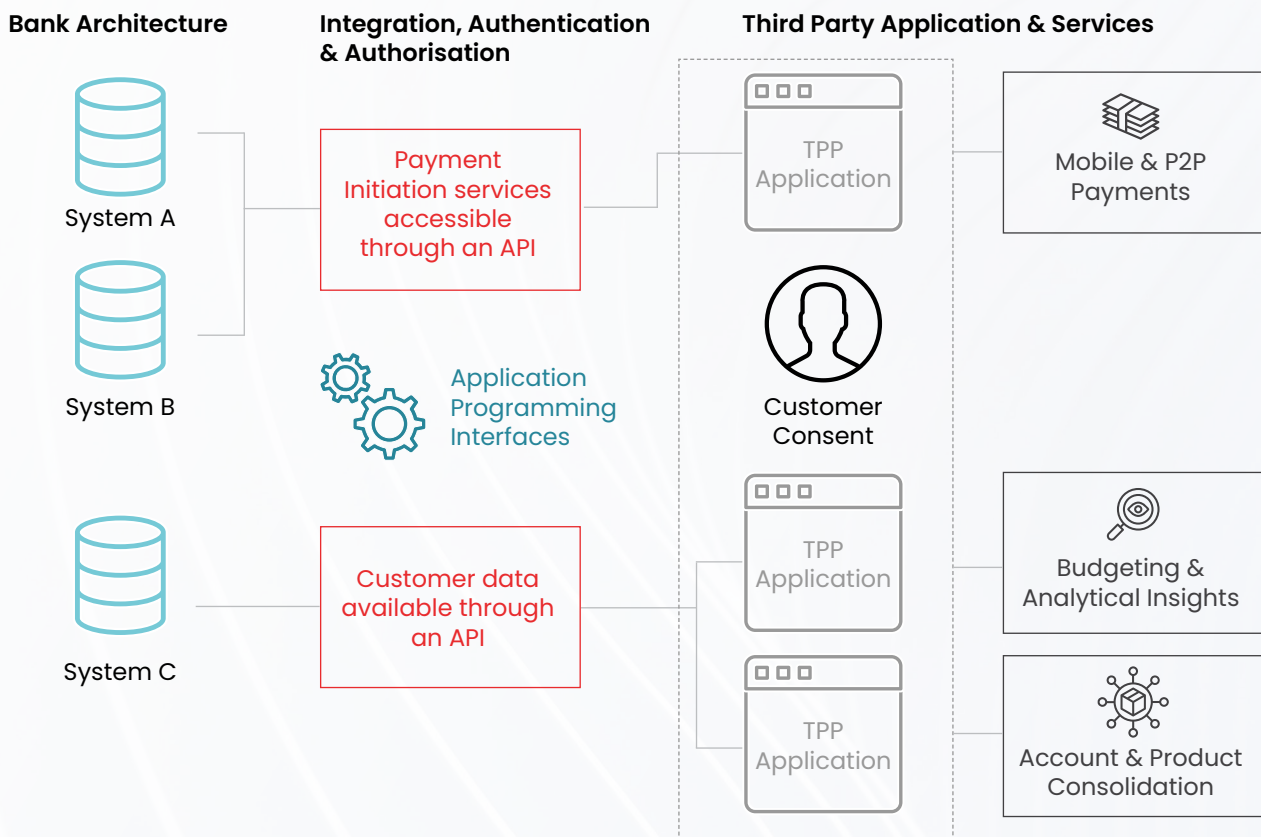 Bank Architecture
Integration, Authentication
& Authorisation
Third Party Application & Services
System A
System B
System C
Payment
Initiation services
accessible
through an API
Application
Programming
Interfaces
Customer data
available through
an API
TPP
Application
Customer
Consent
TPP
Application
TPP
Application
Mobile & P2P
Payments
Budgeting &
Analytical Insights
Account & Product
Consolidation